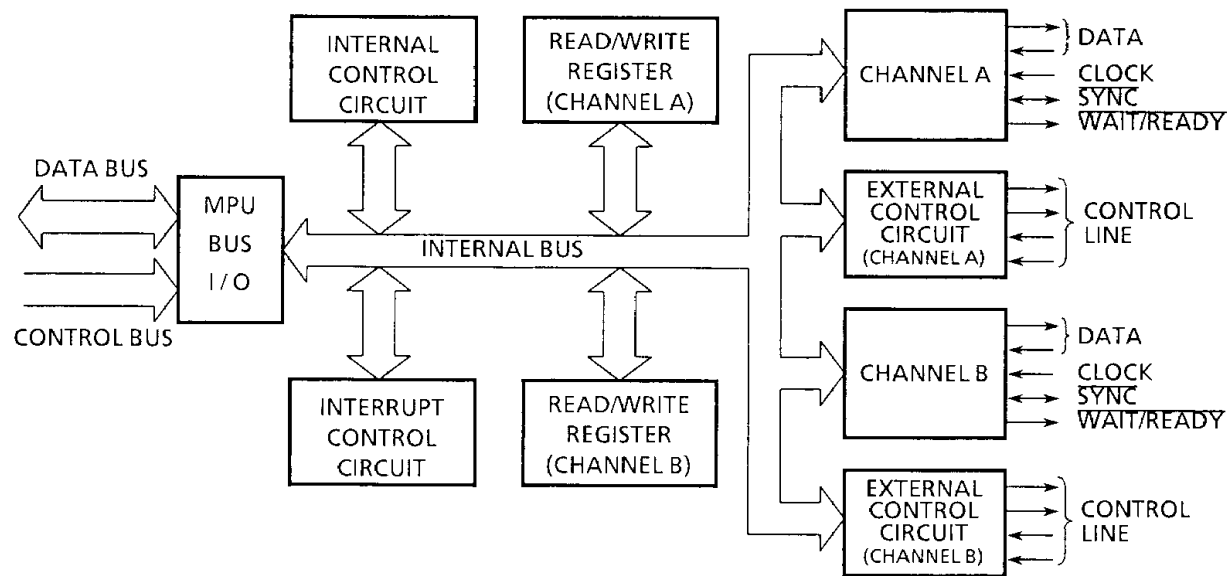 INTERNAL
CONTROL
CIRCUIT
READ/WRITE
REGISTER
(CHANNEL A)
CHANNEL A
DATA
CLOCK
SYNC
WAIT/READY
DATA BUS
MPU
BUS
I/O
CONTROL BUS
INTERNAL BUS
EXTERNAL
CONTROL
CIRCUIT
(CHANNEL A)
CONTROL
LINE
INTERRUPT
CONTROL
CIRCUIT
READ/WRITE
REGISTER
(CHANNEL B)
CHANNEL B
DATA
CLOCK
SYNC
WAIT/READY
EXTERNAL
CONTROL
CIRCUIT
(CHANNEL B)
CONTROL
LINE